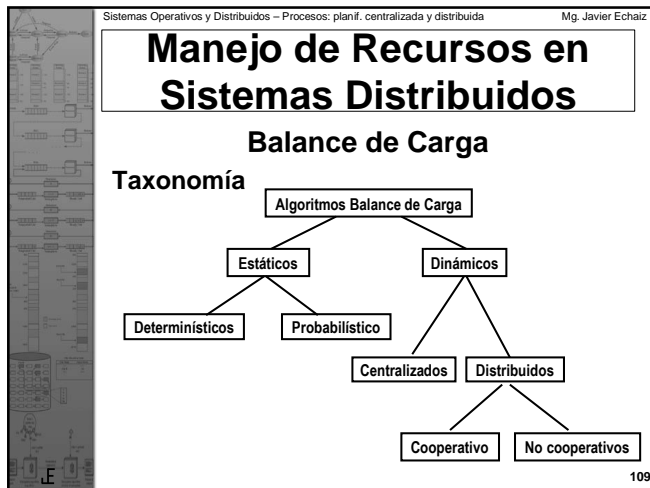 Sistemas Operativos y Distribuidos – Procesos: planif. centralizada y distribuida Mg. Javier Echaiz
Manejo de Recursos en
Sistemas Distribuidos
Balance de Carga
Taxonomía
Algoritmos Balance de Carga
Estáticos Dinámicos
Determinísticos Probabilístico
Centralizados Distribuidos
Cooperativo No cooperativos
JE
109